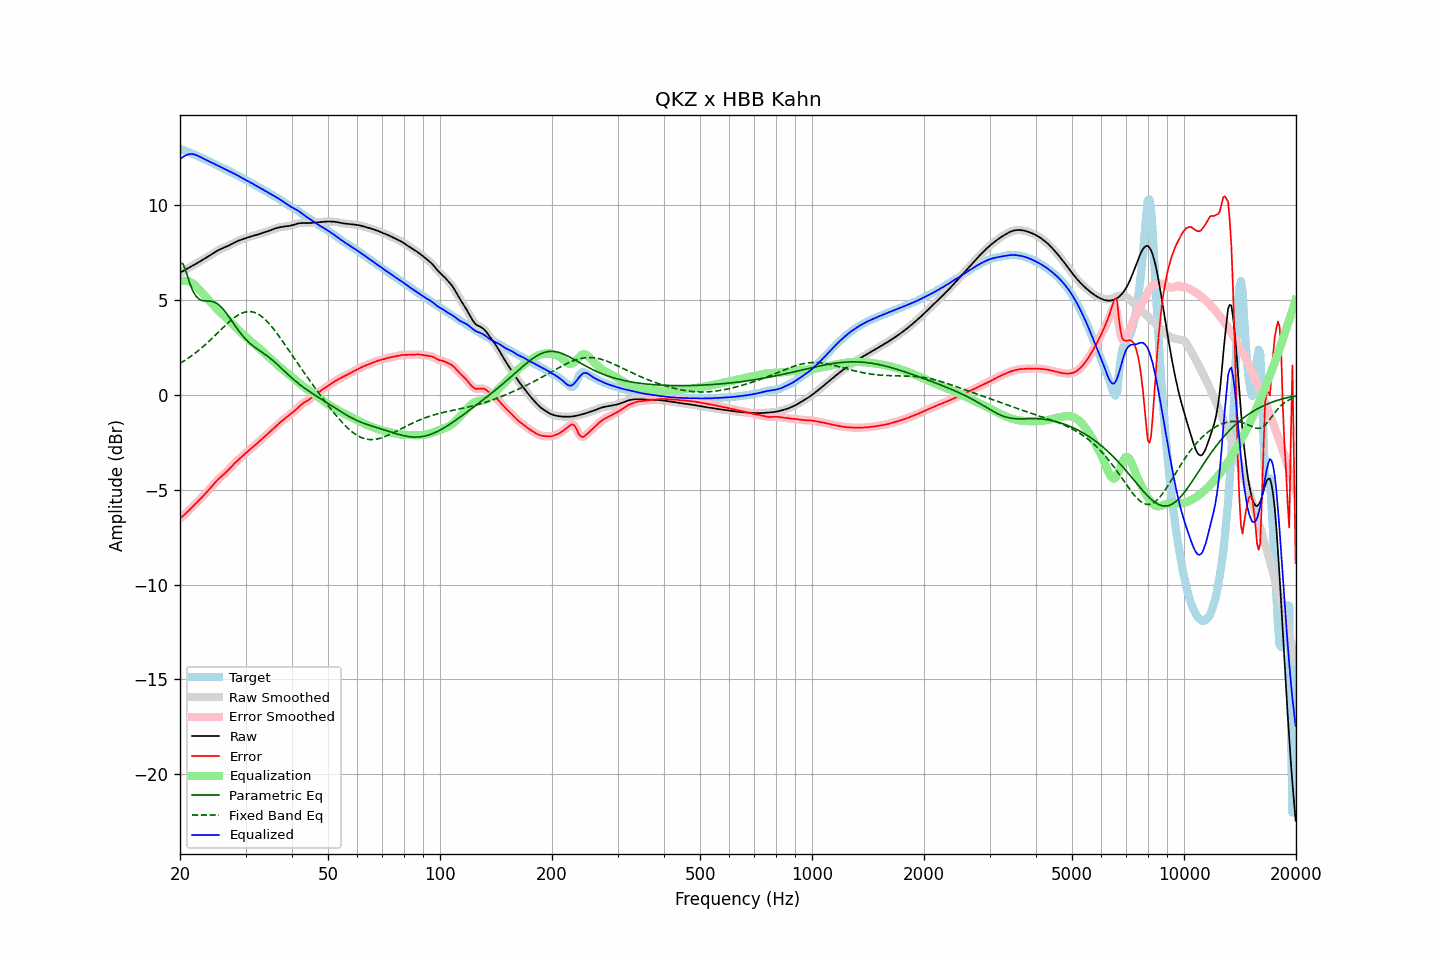 QKZ x HBB Kahn
Amplitude (dBr)
10
5
0
−5
−10
−15
−20
Target
Raw Smoothed
Error Smoothed
Raw
Error
Equalization
Parametric Eq
Fixed Band Eq
Equalized
20 50 100 200 500 1000 2000 5000 10000 20000
Frequency (Hz)